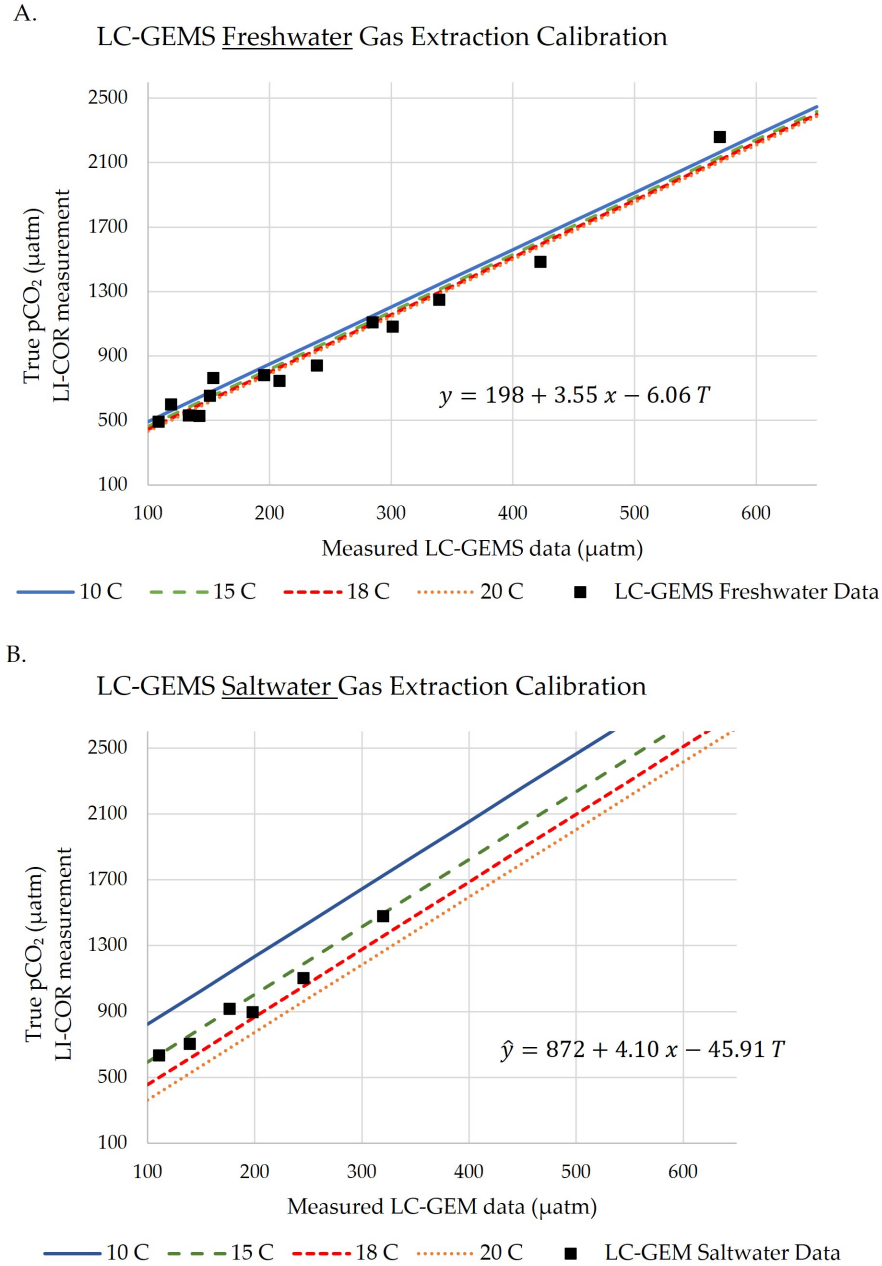 A.
LC-GEMS Freshwater Gas Extraction Calibration
True pCO₂ (µatm)
LI-COR measurement
2500
2100
1700
1300
900
500
100
y = 198 + 3.55 x − 6.06 T
100 200 300 400 500 600
Measured LC-GEMS data (µatm)
10 C 15 C 18 C 20 C LC-GEMS Freshwater Data
B.
LC-GEMS Saltwater Gas Extraction Calibration
True pCO₂ (µatm)
LI-COR measurement
2500
2100
1700
1300
900
500
100
ŷ = 872 + 4.10 x − 45.91 T
100 200 300 400 500 600
Measured LC-GEM data (µatm)
10 C 15 C 18 C 20 C LC-GEM Saltwater Data